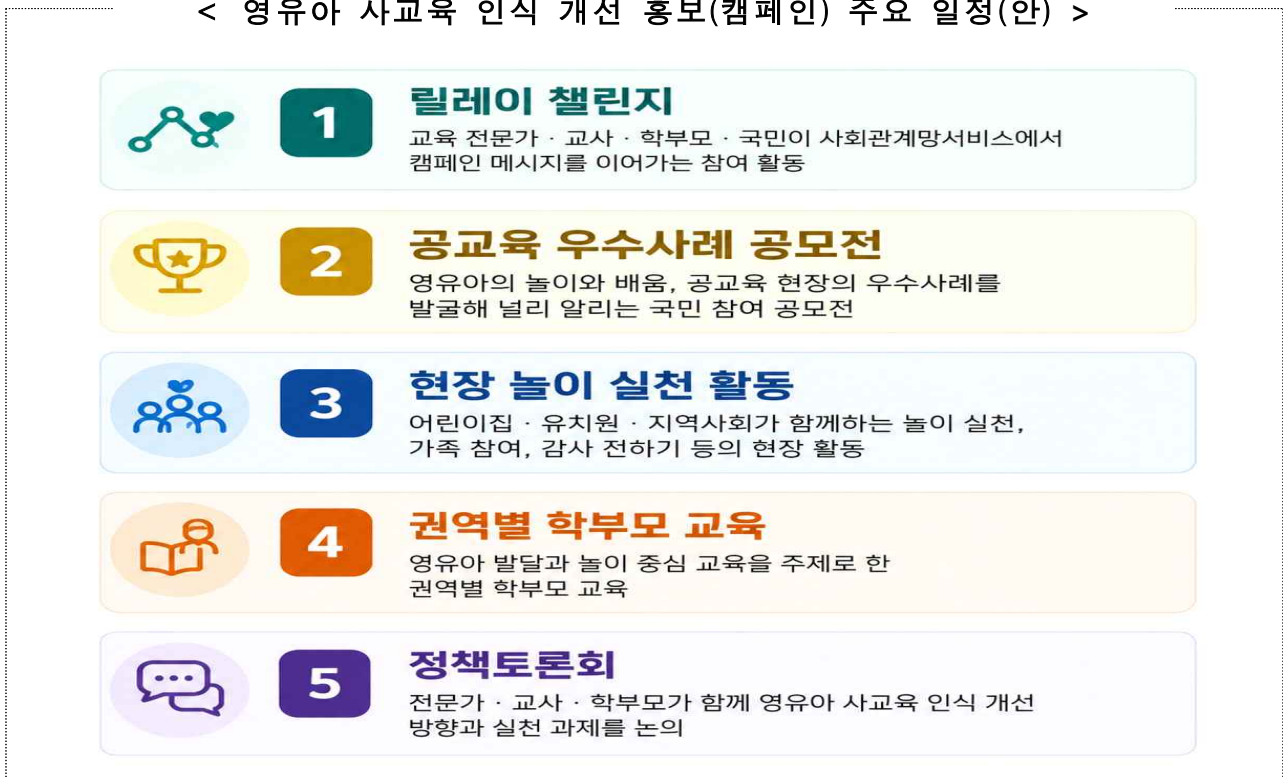 < 영유아 사교육 인식 개선 홍보(캠페인) 주요 일정(안) >
1
릴레이 챌린지
교육 전문가 · 교사 · 학부모 · 국민이 사회관계망서비스에서
캠페인 메시지를 이어가는 참여 활동
2
공교육 우수사례 공모전
영유아의 놀이와 배움, 공교육 현장의 우수사례를
발굴해 널리 알리는 국민 참여 공모전
3
현장 놀이 실천 활동
어린이집 · 유치원 · 지역사회가 함께하는 놀이 실천,
가족 참여, 감사 전하기 등의 현장 활동
4
권역별 학부모 교육
영유아 발달과 놀이 중심 교육을 주제로 한
권역별 학부모 교육
5
정책토론회
전문가 · 교사 · 학부모가 함께 영유아 사교육 인식 개선
방향과 실천 과제를 논의